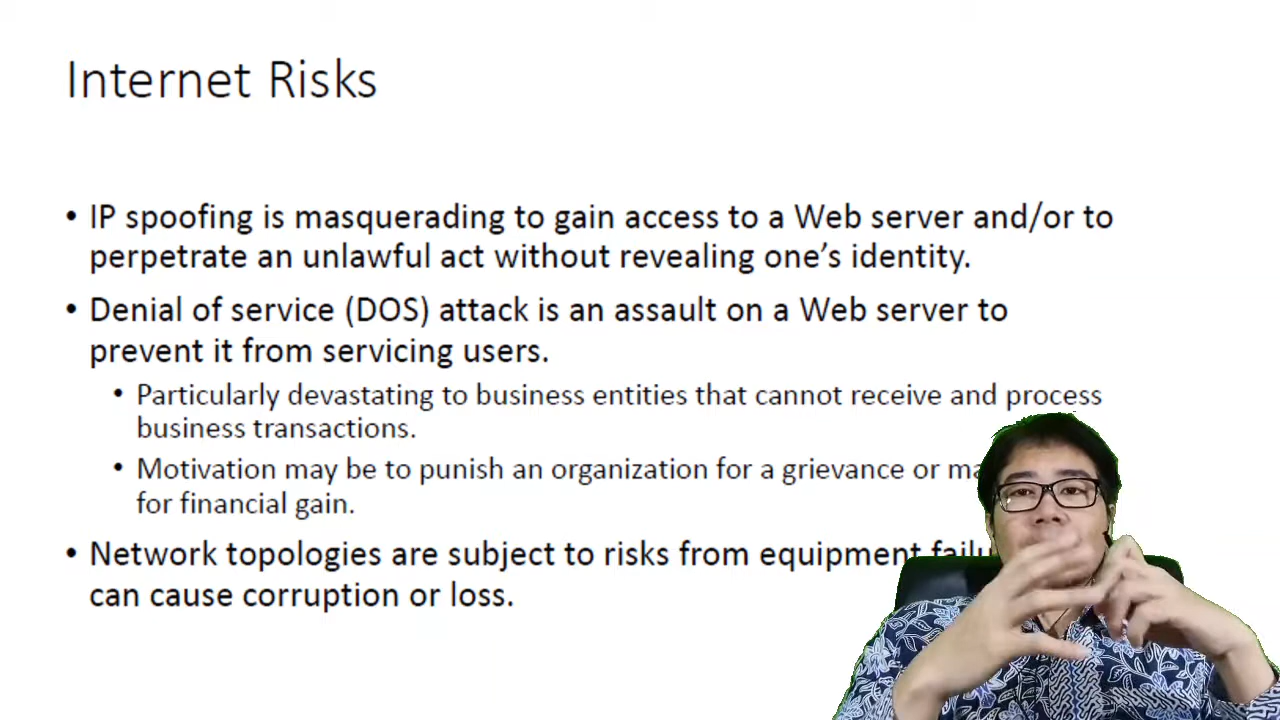 Internet Risks
• IP spoofing is masquerading to gain access to a Web server and/or to
perpetrate an unlawful act without revealing one’s identity.
• Denial of service (DOS) attack is an assault on a Web server to
prevent it from servicing users.
• Particularly devastating to business entities that cannot receive and process
business transactions.
• Motivation may be to punish an organization for a grievance or
for financial gain.
• Network topologies are subject to risks from equipment
can cause corruption or loss.